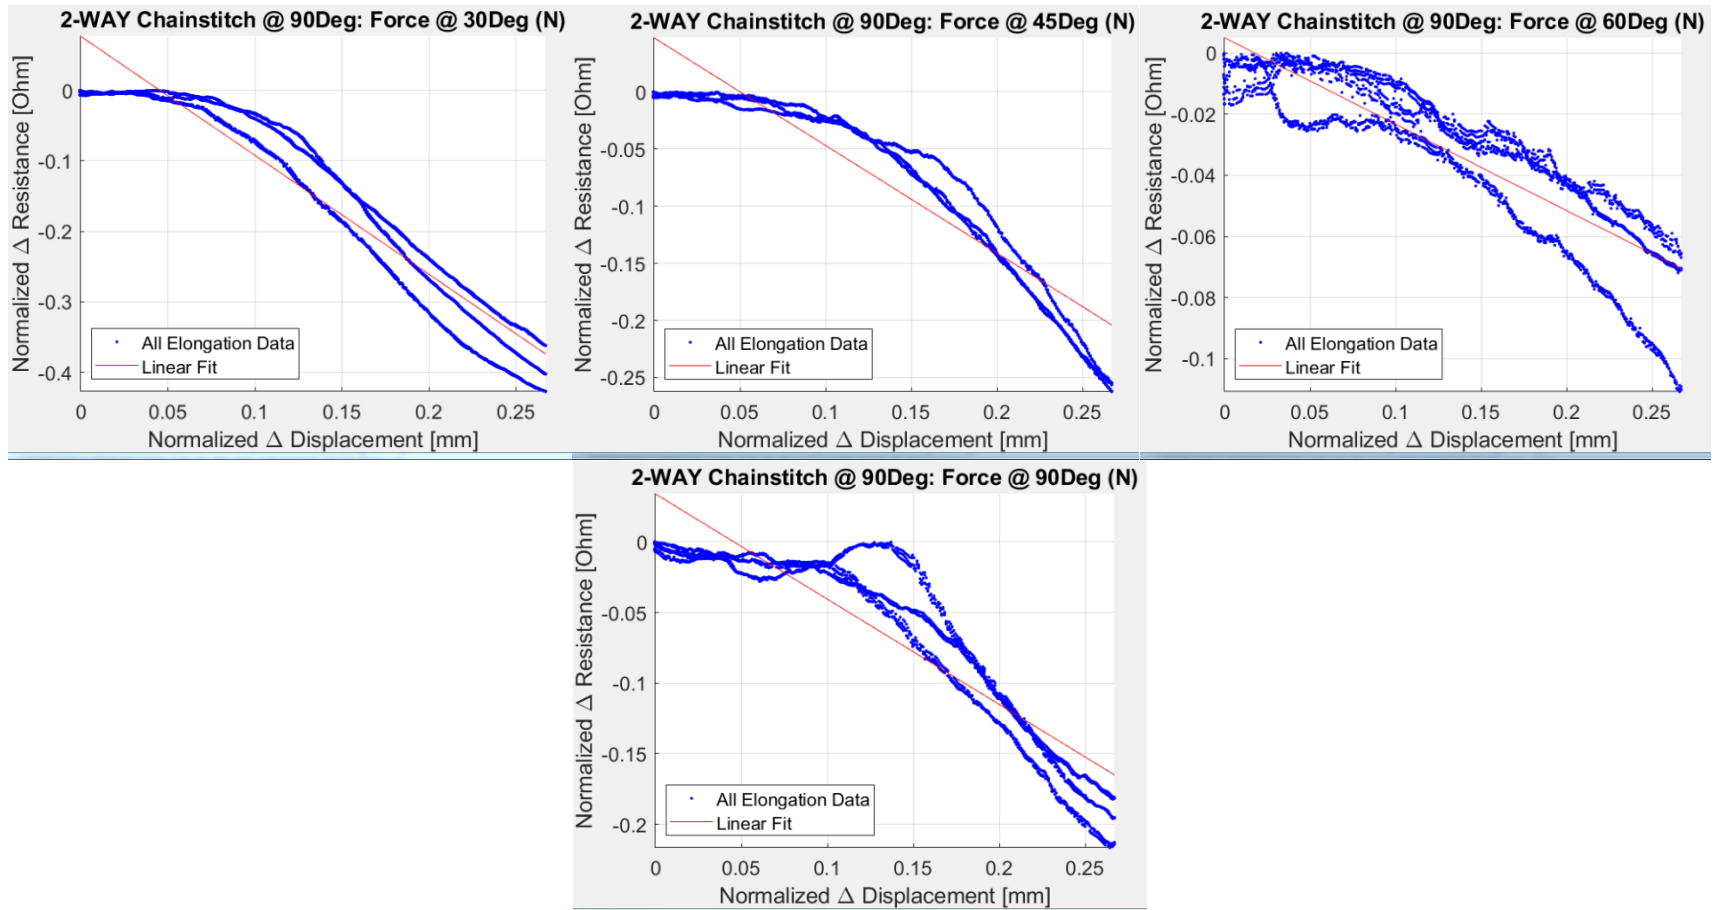 2-WAY Chainstitch @ 90Deg: Force @ 30Deg (N)
Normalized Δ Resistance [Ohm]
0
-0.1
-0.2
-0.3
-0.4
All Elongation Data
Linear Fit
0 0.05 0.1 0.15 0.2 0.25
Normalized Δ Displacement [mm]
2-WAY Chainstitch @ 90Deg: Force @ 45Deg (N)
Normalized Δ Resistance [Ohm]
0
-0.05
-0.1
-0.15
-0.2
-0.25
All Elongation Data
Linear Fit
0 0.05 0.1 0.15 0.2 0.25
Normalized Δ Displacement [mm]
2-WAY Chainstitch @ 90Deg: Force @ 60Deg (N)
Normalized Δ Resistance [Ohm]
0
-0.02
-0.04
-0.06
-0.08
-0.1
All Elongation Data
Linear Fit
0 0.05 0.1 0.15 0.2 0.25
Normalized Δ Displacement [mm]
2-WAY Chainstitch @ 90Deg: Force @ 90Deg (N)
Normalized Δ Resistance [Ohm]
0
-0.05
-0.1
-0.15
-0.2
All Elongation Data
Linear Fit
0 0.05 0.1 0.15 0.2 0.25
Normalized Δ Displacement [mm]